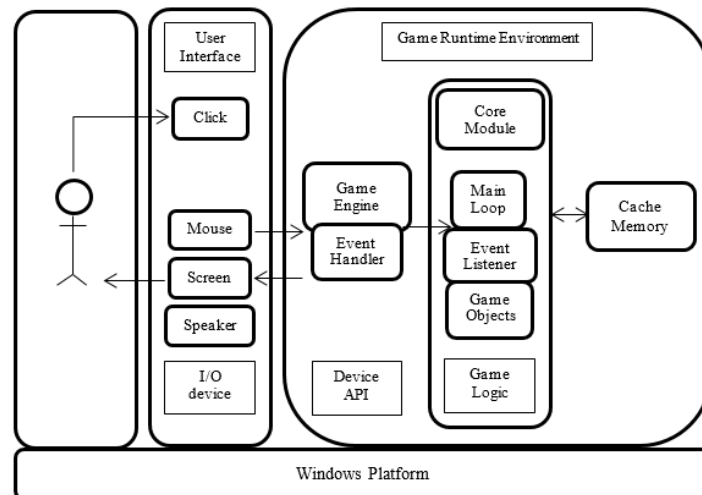 User
Interface
Game Runtime Environment
Click
Core
Module
Game
Engine
Main
Loop
Cache
Memory
Mouse
Event
Handler
Event
Listener
Screen
Game
Objects
Speaker
I/O
device
Device
API
Game
Logic
Windows Platform